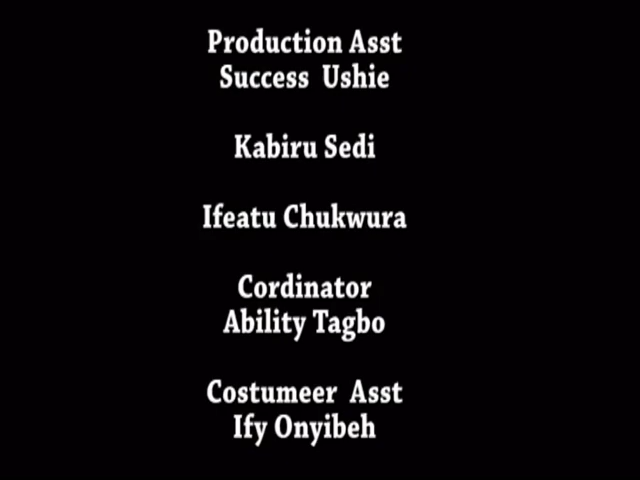 Production Asst
Success Ushie
Kabiru Sedi
Ifeatu Chukwura
Cordinator
Ability Tagbo
Costumeer Asst
Ify Onyibeh